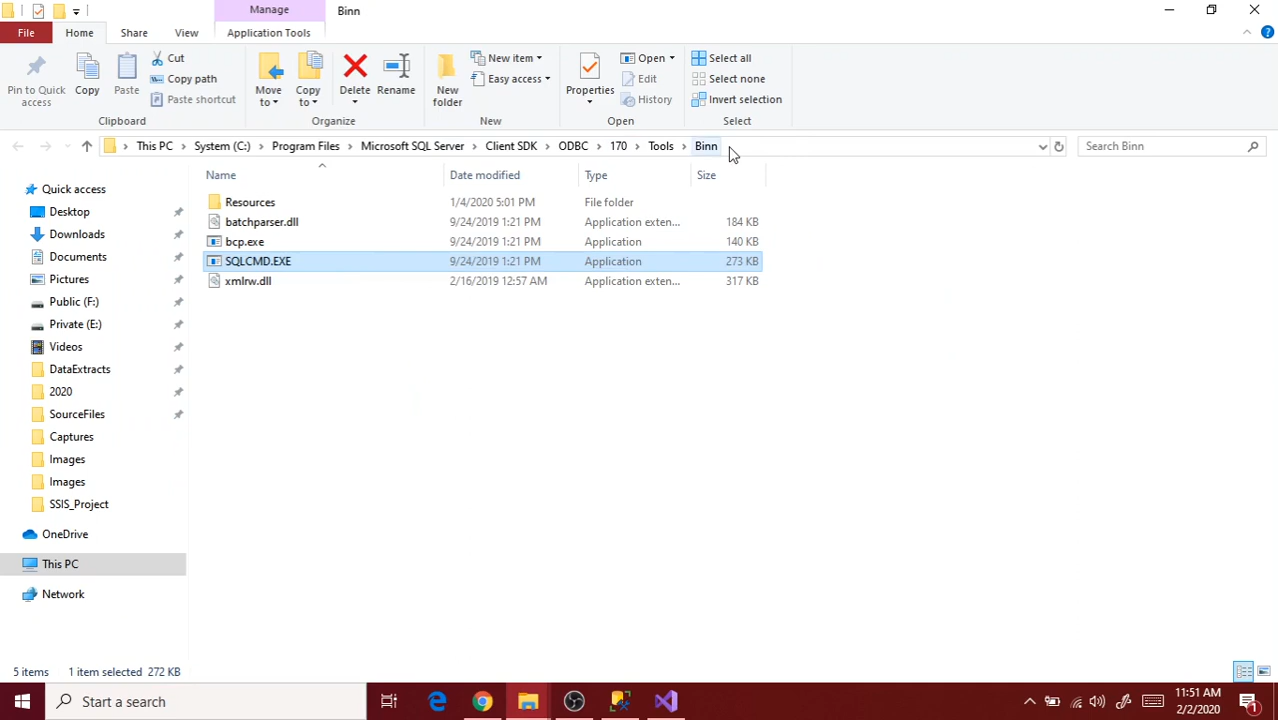 Manage
Binn
File
Home
Share
View
Application Tools
Pin to Quick access
Copy
Paste
Cut
Copy path
Paste shortcut
Clipboard
Move to
Copy to
Delete
Rename
Organize
New folder
New item
Easy access
New
Properties
Open
Edit
History
Open
Select all
Select none
Invert selection
Select
This PC
System (C:)
Program Files
Microsoft SQL Server
Client SDK
ODBC
170
Tools
Binn
Search Binn
Name
Date modified
Type
Size
Resources 1/4/2020 5:01 PM File folder
batchparser.dll 9/24/2019 1:21 PM Application exten... 184 KB
bcp.exe 9/24/2019 1:21 PM Application 140 KB
SQLCMD.EXE 9/24/2019 1:21 PM Application 273 KB
xmlrw.dll 2/16/2019 12:57 AM Application exten... 317 KB
Quick access
Desktop
Downloads
Documents
Pictures
Public (F:)
Private (E:)
Videos
DataExtracts
2020
SourceFiles
Captures
Images
Images
SSIS_Project
OneDrive
This PC
Network
5 items
1 item selected 272 KB
Start a search
11:51 AM
2/2/2020
1